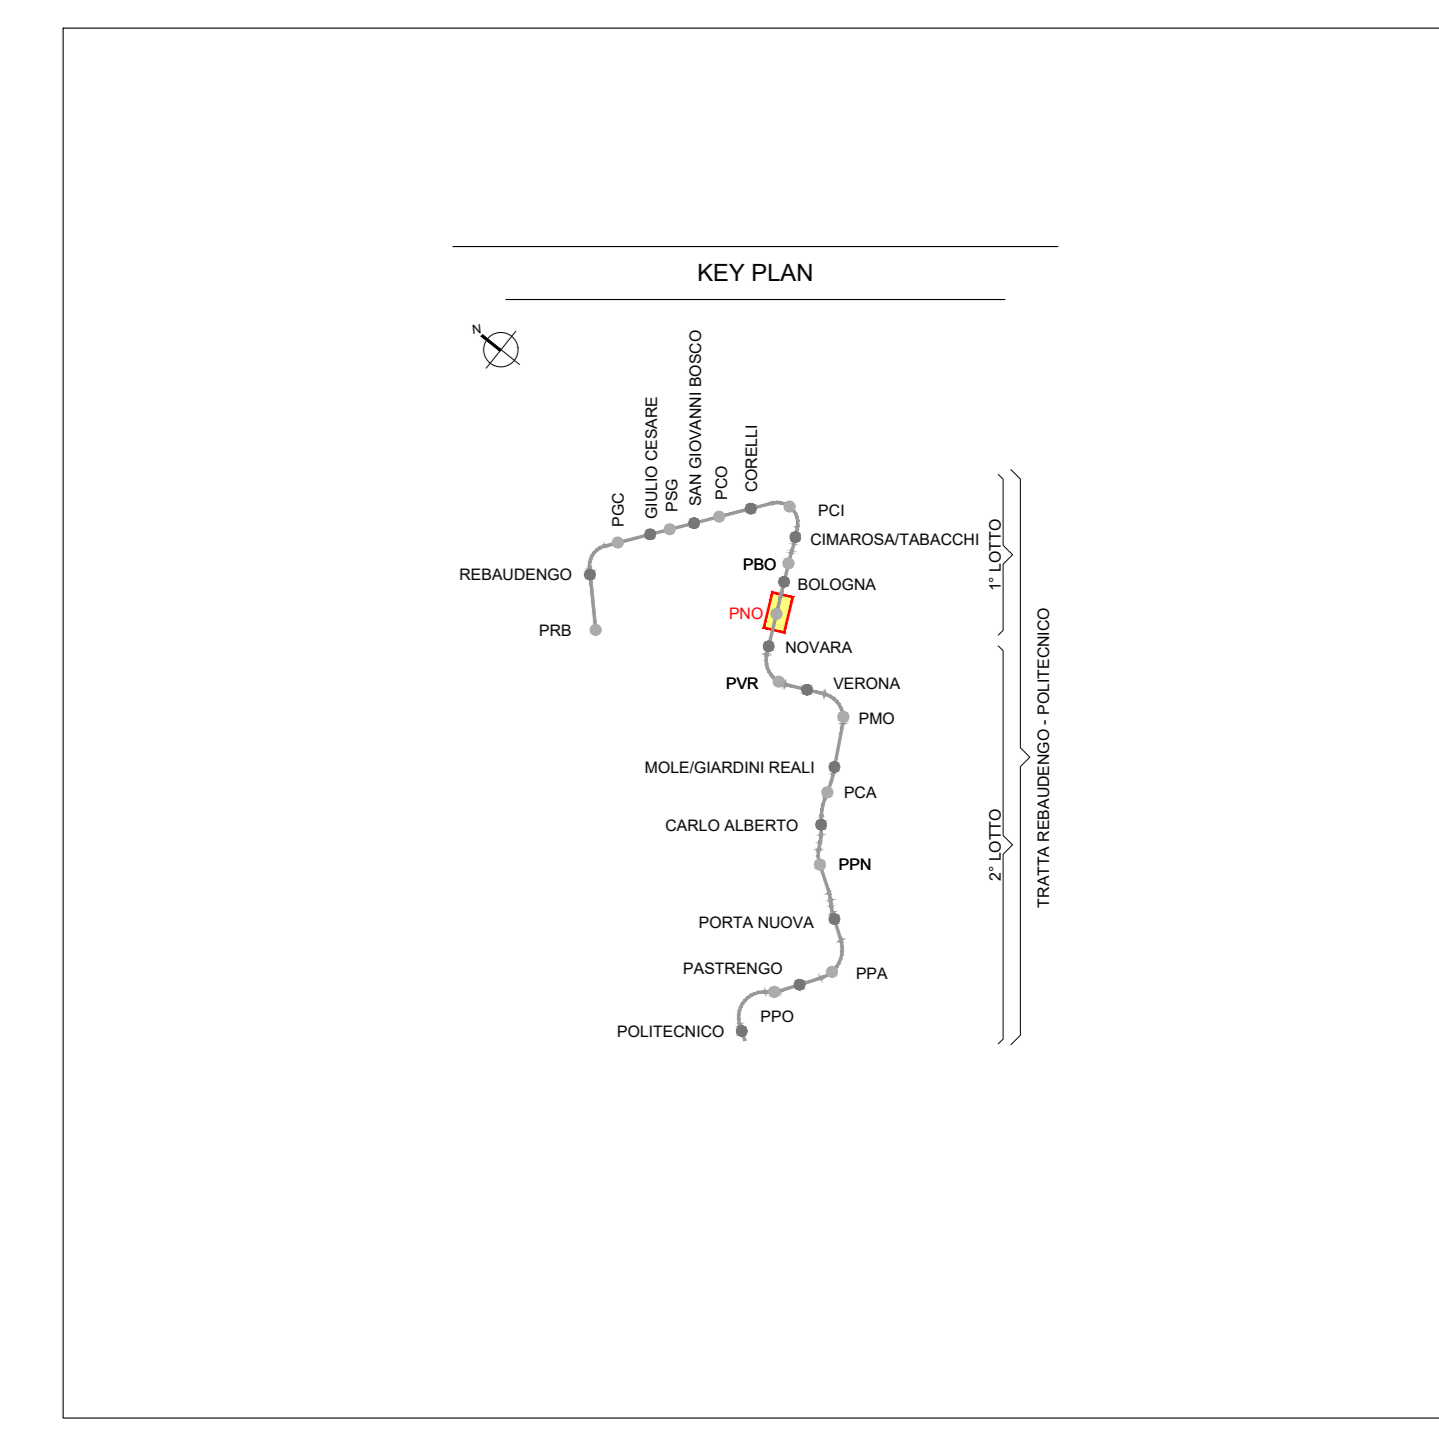 KEY PLAN
N
REBAUDENGO
PRB
PGC
GIULIO CESARE
PSG
SAN GIOVANNI BOSCO
PCO
CORELLI
PCI
CIMAROSA/TABACCHI
PBO
BOLOGNA
PNO
NOVARA
PVR
VERONA
PMO
MOLE/GIARDINI REALI
PCA
CARLO ALBERTO
PPN
PORTA NUOVA
PASTRENGO
PPA
PPO
POLITECNICO
1° LOTTO
2° LOTTO
TRATTA REBAUDENGO - POLITECNICO